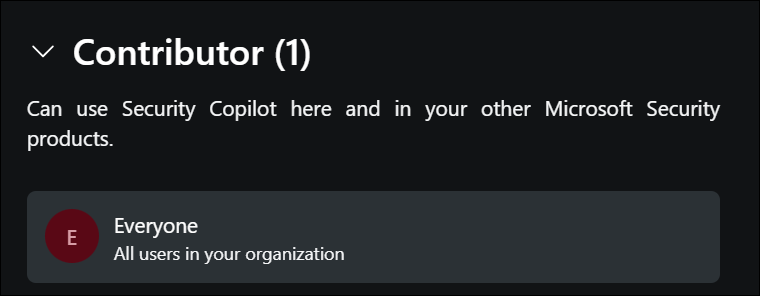 Contributor (1)
Can use Security Copilot here and in your other Microsoft Security
products.
E
Everyone
All users in your organization